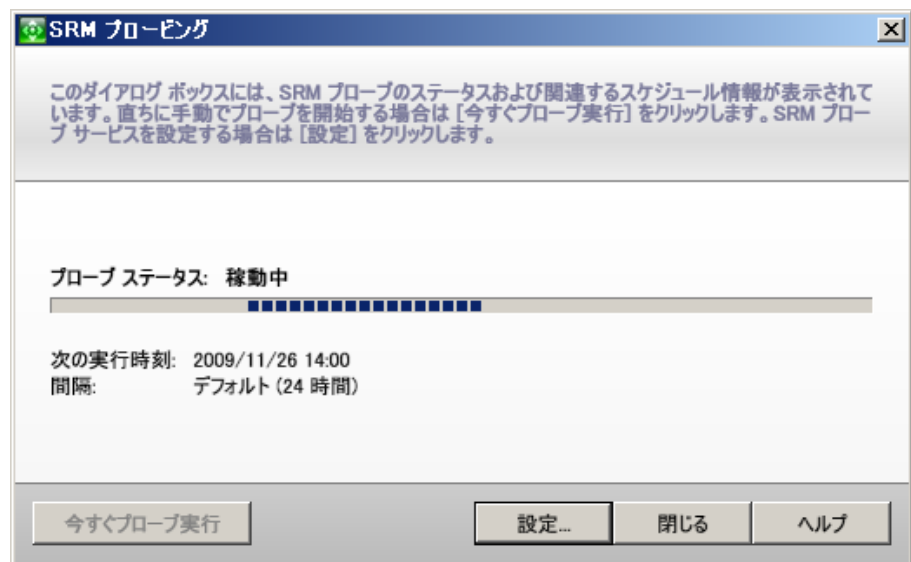 SRM プロービング
このダイアログ ボックスには、SRM プローブのステータスおよび関連するスケジュール情報が表示されて
います。直ちに手動でプローブを開始する場合は [今すぐプローブ実行] をクリックします。SRM プロー
ブ サービスを設定する場合は [設定] をクリックします。
プローブ ステータス: 稼動中
次の実行時刻: 2009/11/26 14:00
間隔: デフォルト (24 時間)
今すぐプローブ実行 設定... 閉じる ヘルプ